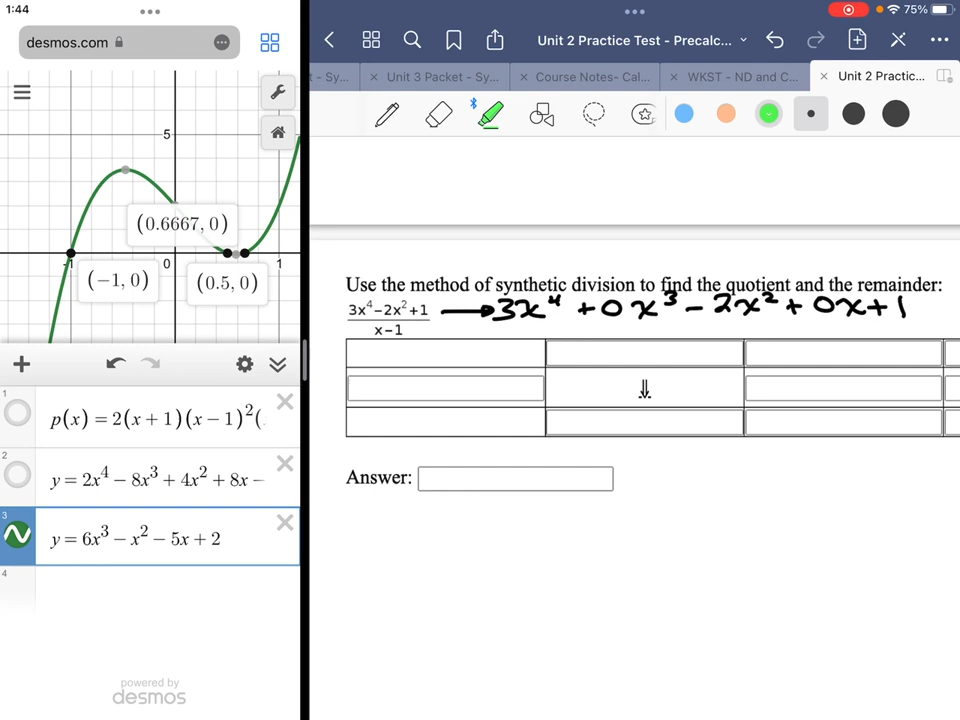 1:44
75%
desmos.com
Unit 2 Practice Test - Precalc...
t - Sy...
Unit 3 Packet - Sy...
Course Notes- Cal...
WKST - ND and C...
Unit 2 Practic...
5
(0.6667, 0)
-1
0
1
(−1, 0)
(0.5, 0)
Use the method of synthetic division to find the quotient and the remainder:
3x⁴−2x²+1
x−1
→ 3x⁴ + 0x³ − 2x² + 0x + 1
⇓
Answer:
1
p(x) = 2(x + 1)(x − 1)²(
2
y = 2x⁴ − 8x³ + 4x² + 8x −
3
y = 6x³ − x² − 5x + 2
4
powered by
desmos